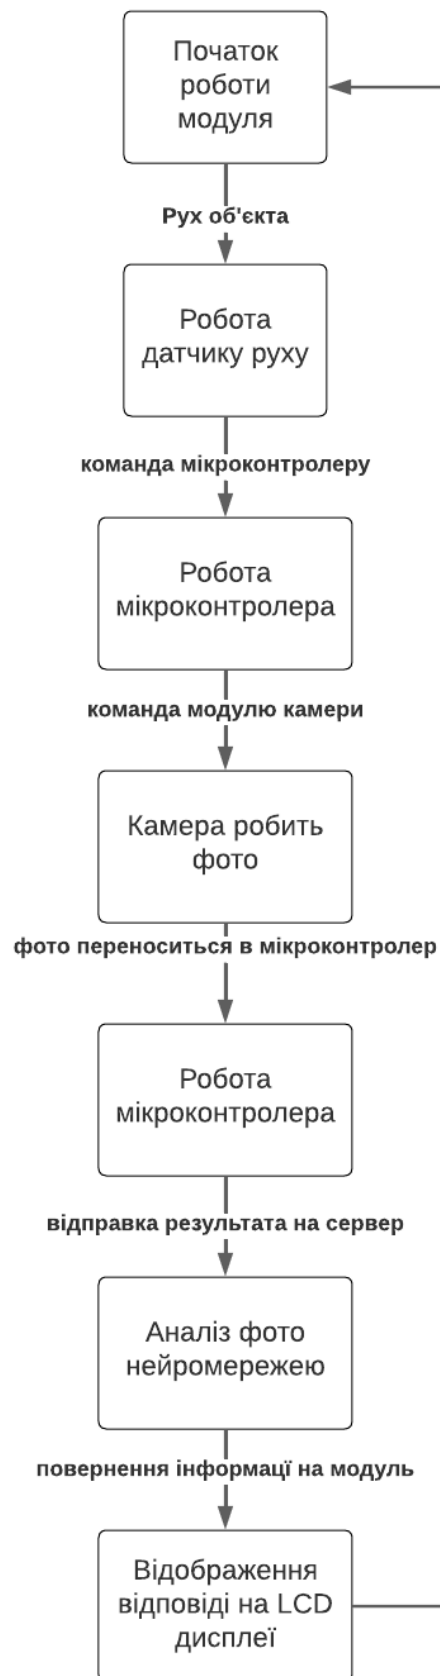 Початок
роботи
модуля
Рух об'єкта
Робота
датчику руху
команда мікроконтролеру
Робота
мікроконтролера
команда модулю камери
Камера робить
фото
фото переноситься в мікроконтролер
Робота
мікроконтролера
відправка результата на сервер
Аналіз фото
нейромережею
повернення інформації на модуль
Відображення
відповіді на LCD
дисплеї